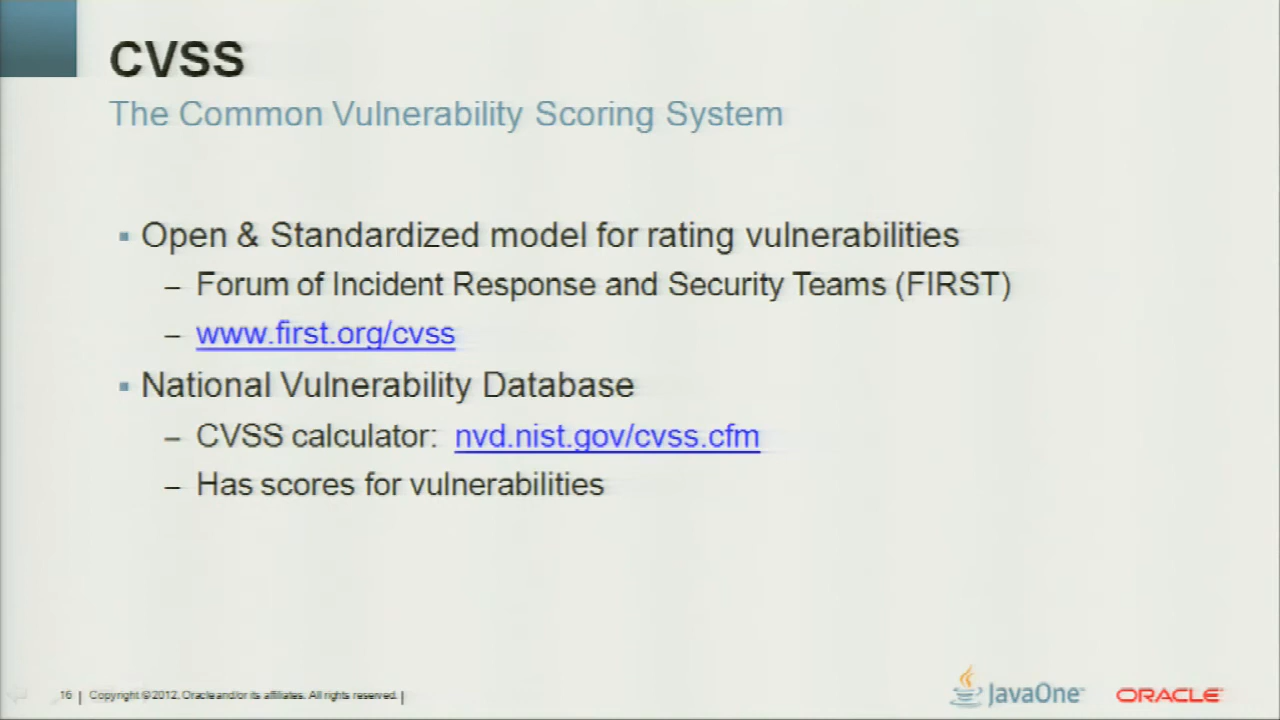 CVSS
The Common Vulnerability Scoring System
Open & Standardized model for rating vulnerabilities
– Forum of Incident Response and Security Teams (FIRST)
– www.first.org/cvss
National Vulnerability Database
– CVSS calculator: nvd.nist.gov/cvss.cfm
– Has scores for vulnerabilities
16 | Copyright © 2012, Oracle and/or its affiliates. All rights reserved. |
JavaOne ORACLE